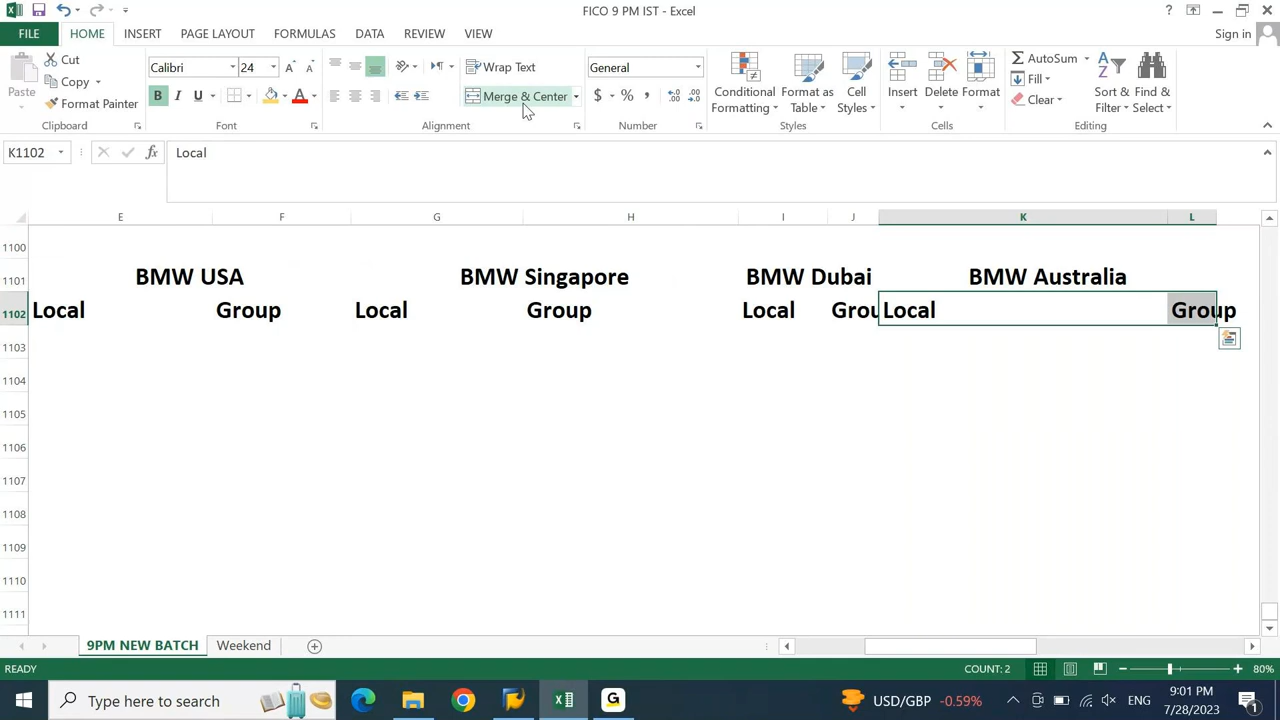 FICO 9 PM IST - Excel
Sign in
FILE HOME INSERT PAGE LAYOUT FORMULAS DATA REVIEW VIEW
Paste
Cut
Copy
Format Painter
Clipboard
Calibri 24
B I U A
Font
Wrap Text
Merge & Center
Alignment
General
$ % ,
Number
Conditional Formatting
Format as Table
Cell Styles
Styles
Insert
Delete
Format
Cells
AutoSum
Fill
Clear
Sort & Filter
Find & Select
Editing
K1102 fx Local
E F G H I J K L
1100
1101 BMW USA BMW Singapore BMW Dubai BMW Australia
1102 Local Group Local Group Local Grou Local Group
1103
1104
1105
1106
1107
1108
1109
1110
1111
9PM NEW BATCH Weekend
READY COUNT: 2 80%
Type here to search USD/GBP -0.59% ENG 9:01 PM
7/28/2023
1